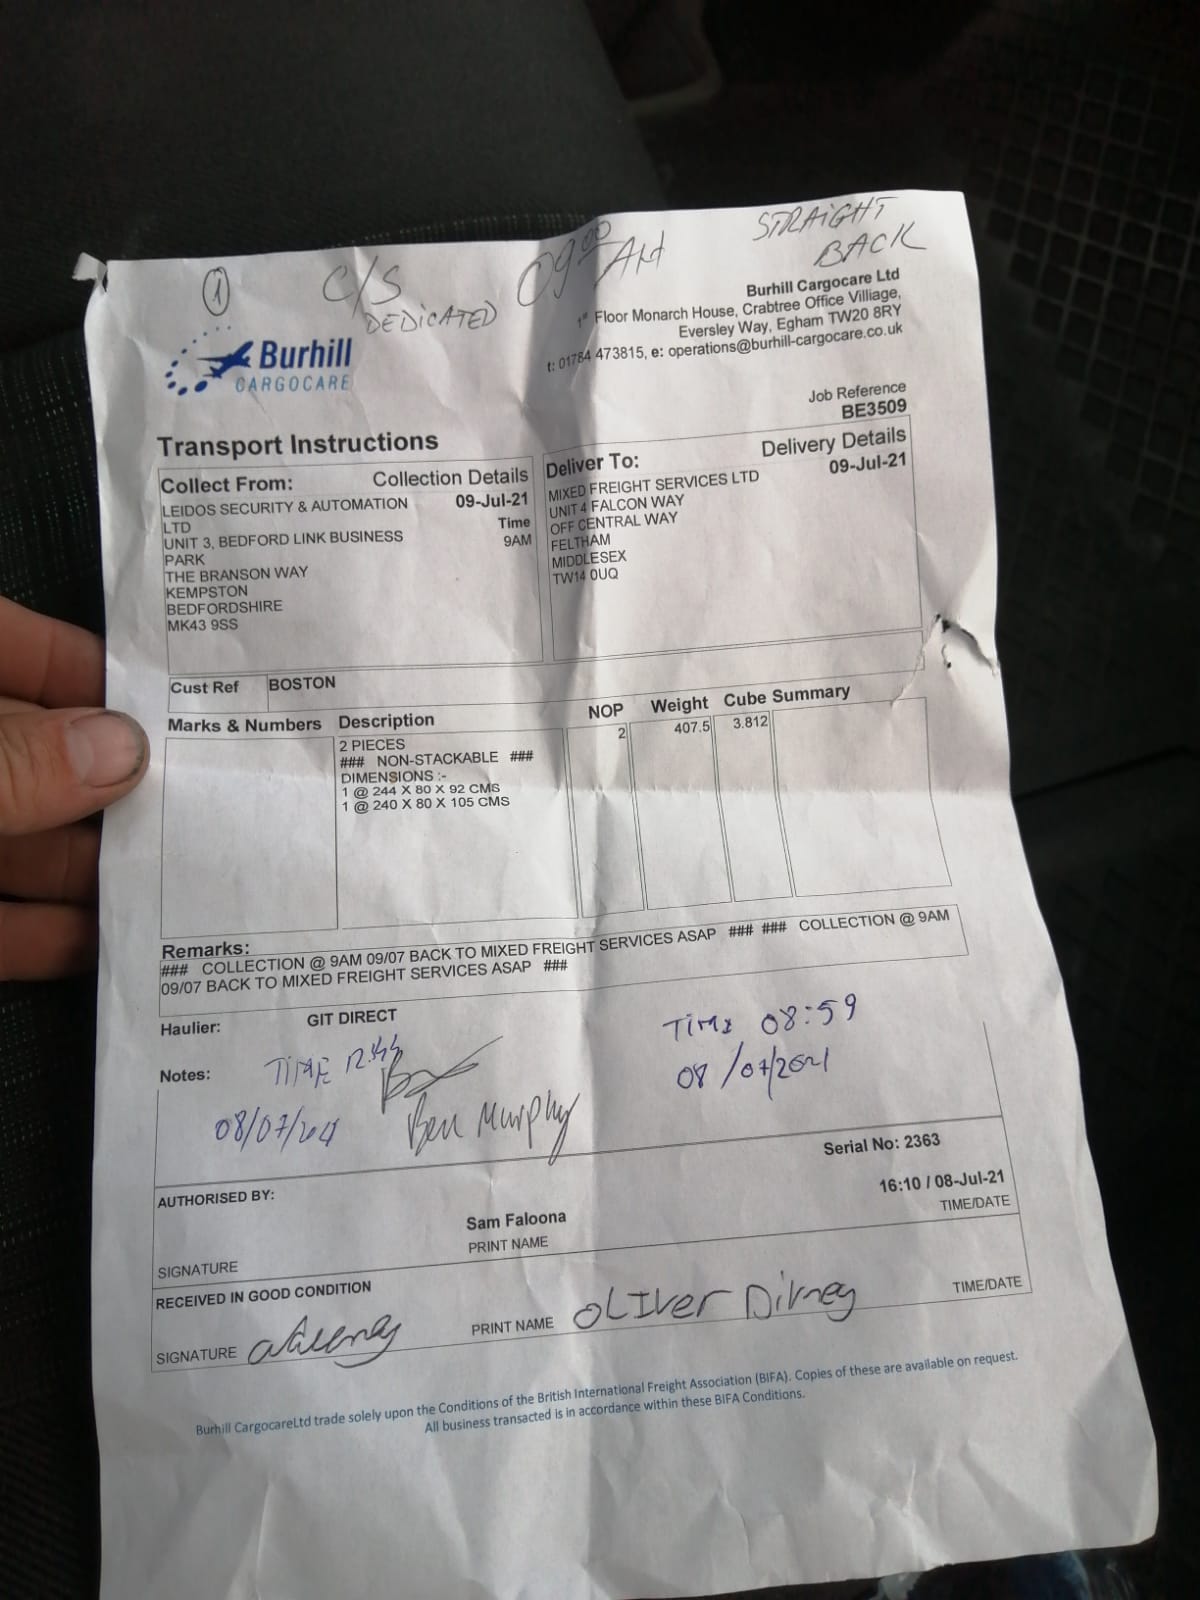 1 C/S DEDICATED 09⁰⁰ AM STRAIGHT BACK
Burhill
CARGOCARE
Burhill Cargocare Ltd
1st Floor Monarch House, Crabtree Office Villiage,
Eversley Way, Egham TW20 8RY
t: 01784 473815, e: operations@burhill-cargocare.co.uk
Job Reference
BE3509
Transport Instructions
Collect From: Collection Details
LEIDOS SECURITY & AUTOMATION 09-Jul-21
LTD Time
UNIT 3, BEDFORD LINK BUSINESS 9AM
PARK
THE BRANSON WAY
KEMPSTON
BEDFORDSHIRE
MK43 9SS
Deliver To: Delivery Details
MIXED FREIGHT SERVICES LTD 09-Jul-21
UNIT 4 FALCON WAY
OFF CENTRAL WAY
FELTHAM
MIDDLESEX
TW14 0UQ
Cust Ref BOSTON
Marks & Numbers Description NOP Weight Cube Summary
2 PIECES 2 407.5 3.812
### NON-STACKABLE ###
DIMENSIONS :-
1 @ 244 X 80 X 92 CMS
1 @ 240 X 80 X 105 CMS
Remarks:
### COLLECTION @ 9AM 09/07 BACK TO MIXED FREIGHT SERVICES ASAP ### ### COLLECTION @ 9AM
09/07 BACK TO MIXED FREIGHT SERVICES ASAP ###
Haulier: GIT DIRECT
Notes: TIME
Ben Murphy
TIME 08:59
08/07/2021
Serial No: 2363
AUTHORISED BY:
16:10 / 08-Jul-21
Sam Faloona TIME/DATE
SIGNATURE PRINT NAME
RECEIVED IN GOOD CONDITION
TIME/DATE
SIGNATURE PRINT NAME OLIVER
Burhill CargocareLtd trade solely upon the Conditions of the British International Freight Association (BIFA). Copies of these are available on request.
All business transacted is in accordance within these BIFA Conditions.